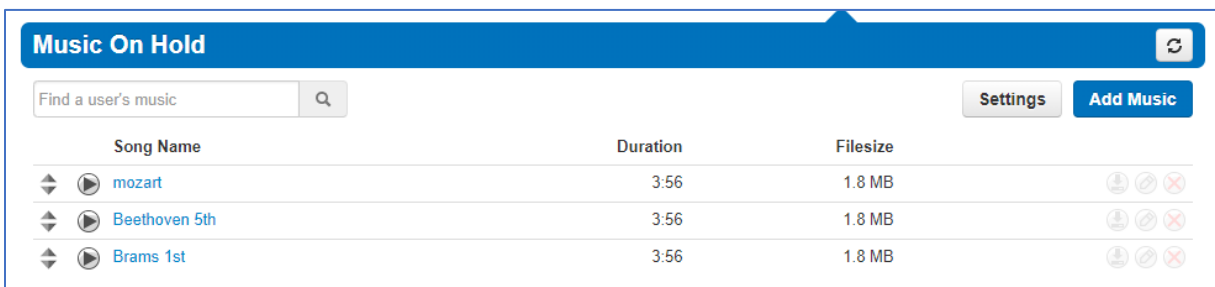 Music On Hold
Find a user's music
Settings
Add Music
Song Name Duration Filesize
mozart 3:56 1.8 MB
Beethoven 5th 3:56 1.8 MB
Brams 1st 3:56 1.8 MB